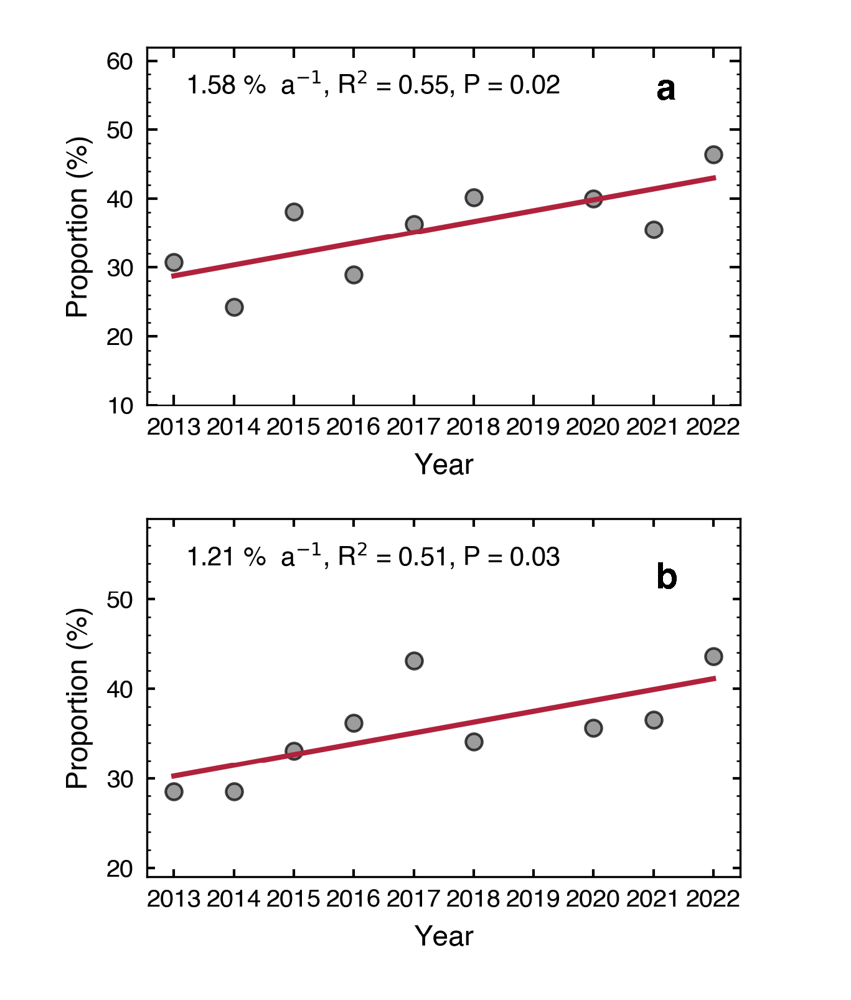 60
1.58 % a⁻¹, R² = 0.55, P = 0.02
a
50
40
30
20
10
Proportion (%)
2013 2014 2015 2016 2017 2018 2019 2020 2021 2022
Year
1.21 % a⁻¹, R² = 0.51, P = 0.03
b
50
40
30
20
Proportion (%)
2013 2014 2015 2016 2017 2018 2019 2020 2021 2022
Year